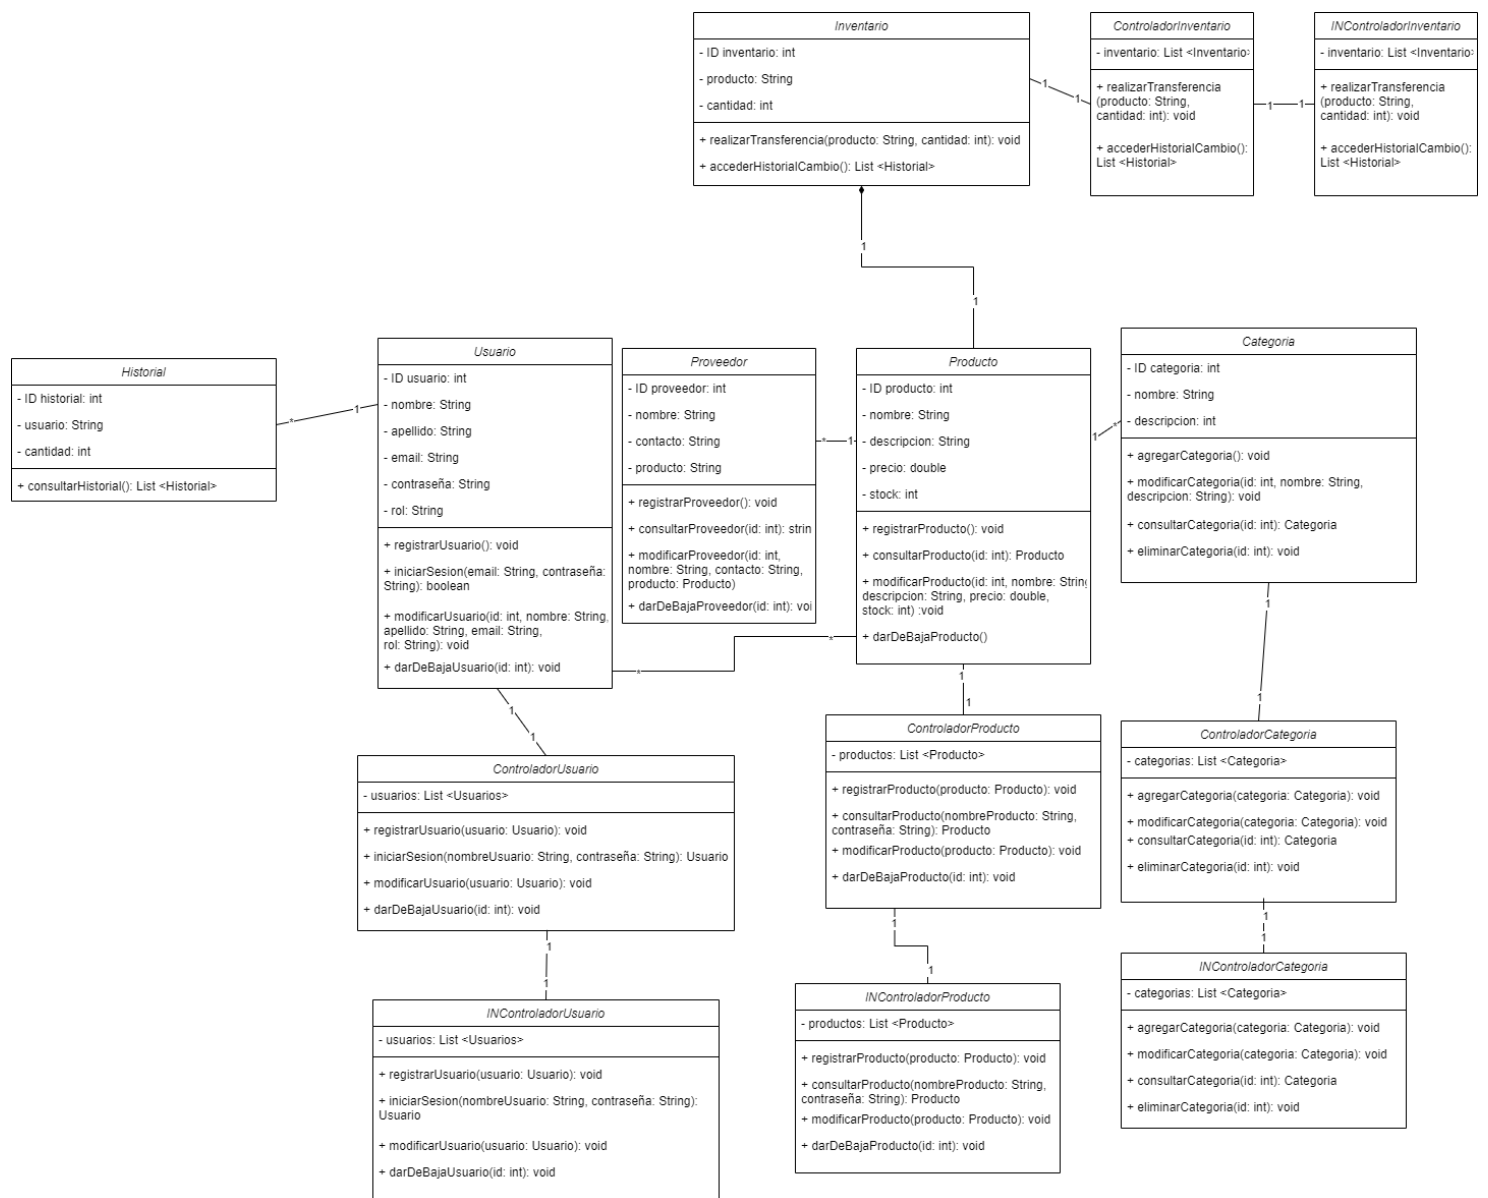 Inventario
- ID inventario: int
- producto: String
- cantidad: int
+ realizarTransferencia(producto: String, cantidad: int): void
+ accederHistorialCambio(): List <Historial>
ControladorInventario
- inventario: List <Inventario>
+ realizarTransferencia
(producto: String,
cantidad: int): void
+ accederHistorialCambio():
List <Historial>
INControladorInventario
- inventario: List <Inventario>
+ realizarTransferencia
(producto: String,
cantidad: int): void
+ accederHistorialCambio():
List <Historial>
1
1
1
1
1
1
Historial
- ID historial: int
- usuario: String
- cantidad: int
+ consultarHistorial(): List <Historial>
*
1
Usuario
- ID usuario: int
- nombre: String
- apellido: String
- email: String
- contraseña: String
- rol: String
+ registrarUsuario(): void
+ iniciarSesion(email: String, contraseña:
String): boolean
+ modificarUsuario(id: int, nombre: String,
apellido: String, email: String,
rol: String): void
+ darDeBajaUsuario(id: int): void
Proveedor
- ID proveedor: int
- nombre: String
- contacto: String
- producto: String
+ registrarProveedor(): void
+ consultarProveedor(id: int): strin
+ modificarProveedor(id: int,
nombre: String, contacto: String,
producto: Producto)
+ darDeBajaProveedor(id: int): voi
*
1
*
*
Producto
- ID producto: int
- nombre: String
- descripcion: String
- precio: double
- stock: int
+ registrarProducto(): void
+ consultarProducto(id: int): Producto
+ modificarProducto(id: int, nombre: String
descripcion: String, precio: double,
stock: int) :void
+ darDeBajaProducto()
1
*
Categoria
- ID categoria: int
- nombre: String
- descripcion: int
+ agregarCategoria(): void
+ modificarCategoria(id: int, nombre: String,
descripcion: String): void
+ consultarCategoria(id: int): Categoria
+ eliminarCategoria(id: int): void
1
1
1
1
1
1
ControladorUsuario
- usuarios: List <Usuarios>
+ registrarUsuario(usuario: Usuario): void
+ iniciarSesion(nombreUsuario: String, contraseña: String): Usuario
+ modificarUsuario(usuario: Usuario): void
+ darDeBajaUsuario(id: int): void
ControladorProducto
- productos: List <Producto>
+ registrarProducto(producto: Producto): void
+ consultarProducto(nombreProducto: String,
contraseña: String): Producto
+ modificarProducto(producto: Producto): void
+ darDeBajaProducto(id: int): void
ControladorCategoria
- categorias: List <Categoria>
+ agregarCategoria(categoria: Categoria): void
+ modificarCategoria(categoria: Categoria): void
+ consultarCategoria(id: int): Categoria
+ eliminarCategoria(id: int): void
1
1
1
1
1
1
INControladorUsuario
- usuarios: List <Usuarios>
+ registrarUsuario(usuario: Usuario): void
+ iniciarSesion(nombreUsuario: String, contraseña: String):
Usuario
+ modificarUsuario(usuario: Usuario): void
+ darDeBajaUsuario(id: int): void
INControladorProducto
- productos: List <Producto>
+ registrarProducto(producto: Producto): void
+ consultarProducto(nombreProducto: String,
contraseña: String): Producto
+ modificarProducto(producto: Producto): void
+ darDeBajaProducto(id: int): void
INControladorCategoria
- categorias: List <Categoria>
+ agregarCategoria(categoria: Categoria): void
+ modificarCategoria(categoria: Categoria): void
+ consultarCategoria(id: int): Categoria
+ eliminarCategoria(id: int): void